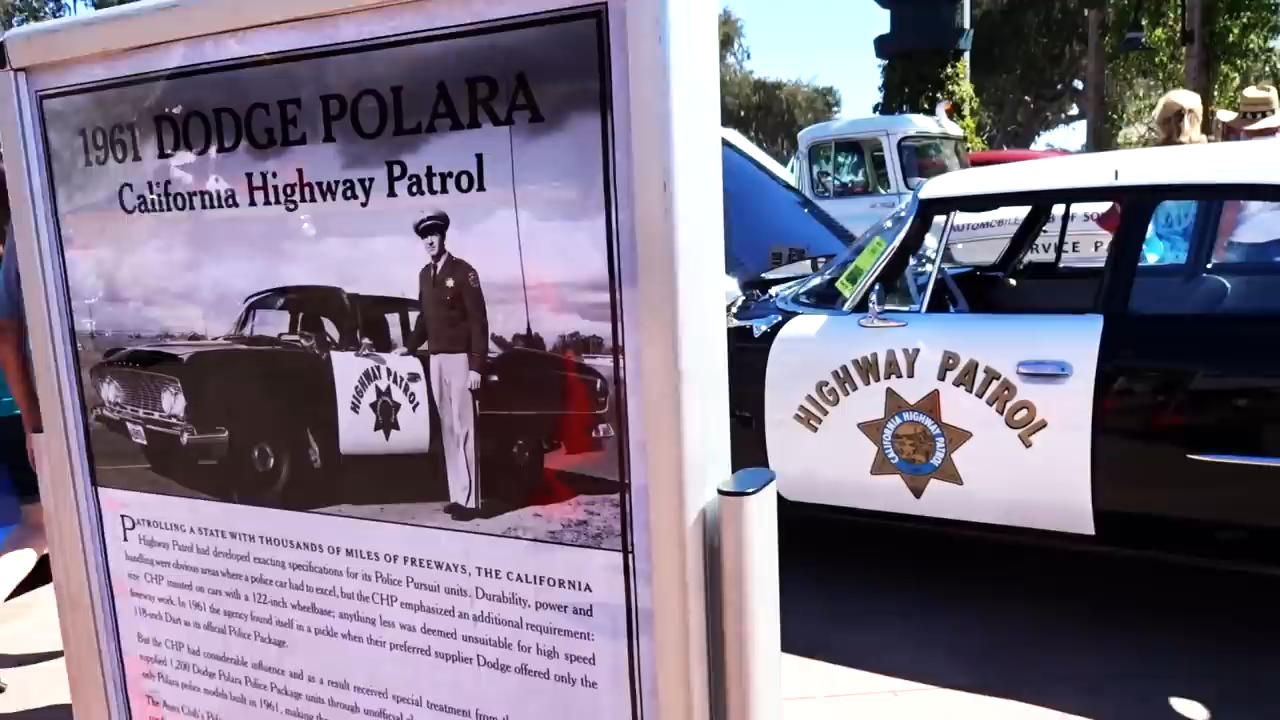 1961 DODGE POLARA
California Highway Patrol
HIGHWAY PATROL
PATROLLING A STATE WITH THOUSANDS OF MILES OF FREEWAYS, THE CALIFORNIA
Highway Patrol had developed exacting specifications for its Police Pursuit units. Durability, power and
handling were obvious areas where a police car had to excel, but the CHP emphasized an additional requirement:
size. CHP insisted on cars with a 122-inch wheelbase; anything less was deemed unsuitable for high speed
freeway work. In 1961 the agency found itself in a pickle when their preferred supplier Dodge offered only the
118-inch Dart as its official Police Package.
But the CHP had considerable influence and as a result received special treatment from
supplied 1,200 Dodge Polara Police Package units through unofficial
only Polara police models built in 1961, making
The Auto Club's
AUTOMOBILE OF SO
RVICE PA
HIGHWAY PATROL
CALIFORNIA HIGHWAY PATROL